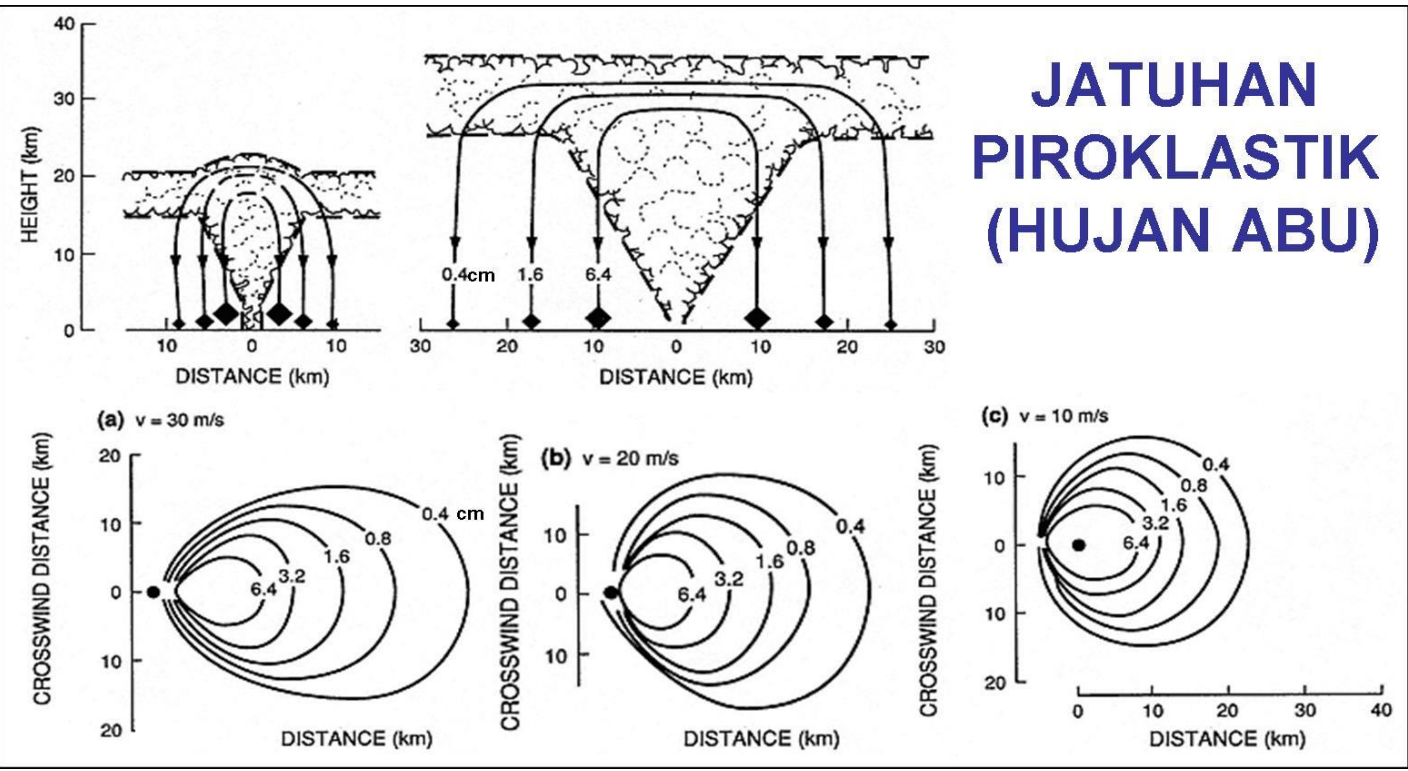 JATUHAN
PIROKLASTIK
(HUJAN ABU)
HEIGHT (km)
40
30
20
10
0
10 0 10
DISTANCE (km)
0.4cm 1.6 6.4
30 20 10 0 10 20 30
DISTANCE (km)
(a) v = 30 m/s
CROSSWIND DISTANCE (km)
20
10
0
10
20
6.4 3.2 1.6 0.8 0.4 cm
DISTANCE (km)
(b) v = 20 m/s
CROSSWIND DISTANCE (km)
10
0
10
6.4 3.2 1.6 0.8 0.4
DISTANCE (km)
(c) v = 10 m/s
CROSSWIND DISTANCE (km)
10
0
10
20
0.4
0.8
1.6
3.2
6.4
0 10 20 30 40
DISTANCE (km)